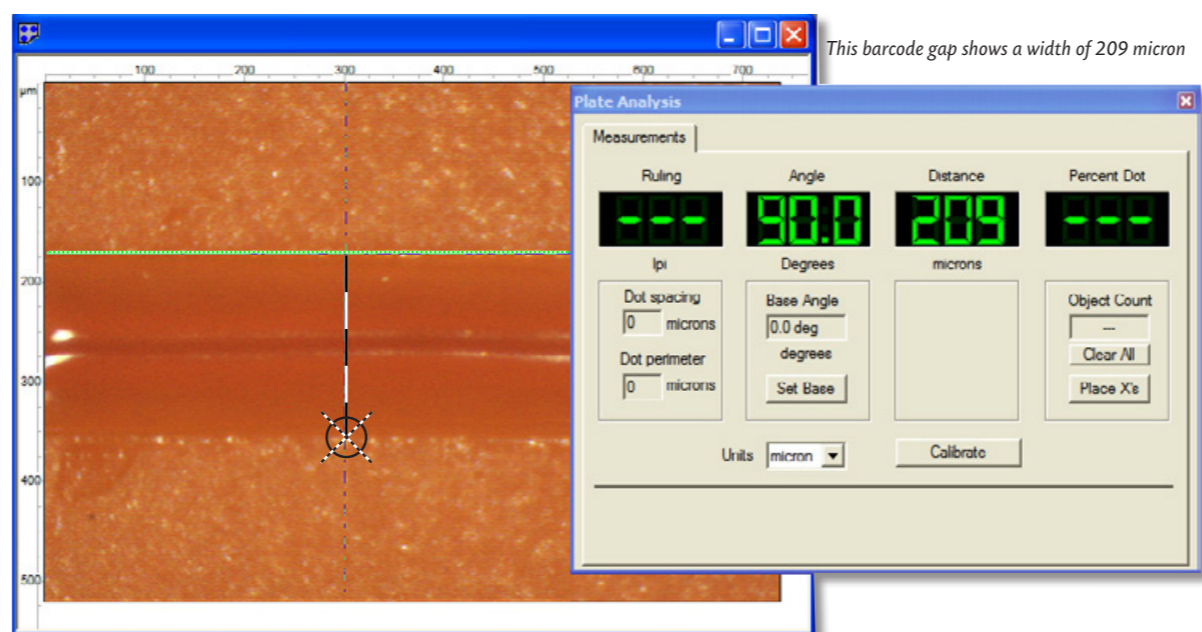 This barcode gap shows a width of 209 micron
100 200 300 400 500 600 700
µm
100
200
300
400
500
Plate Analysis
Measurements
Ruling Angle Distance Percent Dot
--- 90.0 209 ---
lpi Degrees microns
Dot spacing
0 microns
Dot perimeter
0 microns
Base Angle
0.0 deg
degrees
Set Base
Object Count
---
Clear All
Place X's
Units micron Calibrate